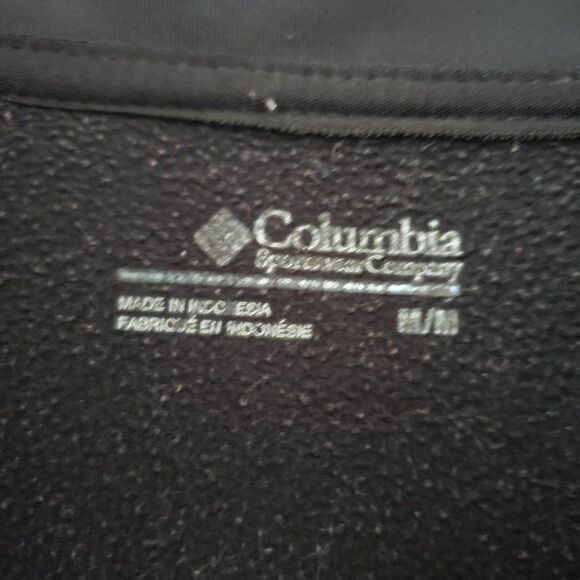 Columbia
Sportswear Company
MADE IN INDONESIA
FABRIQUÉ EN INDONÉSIE
M/M